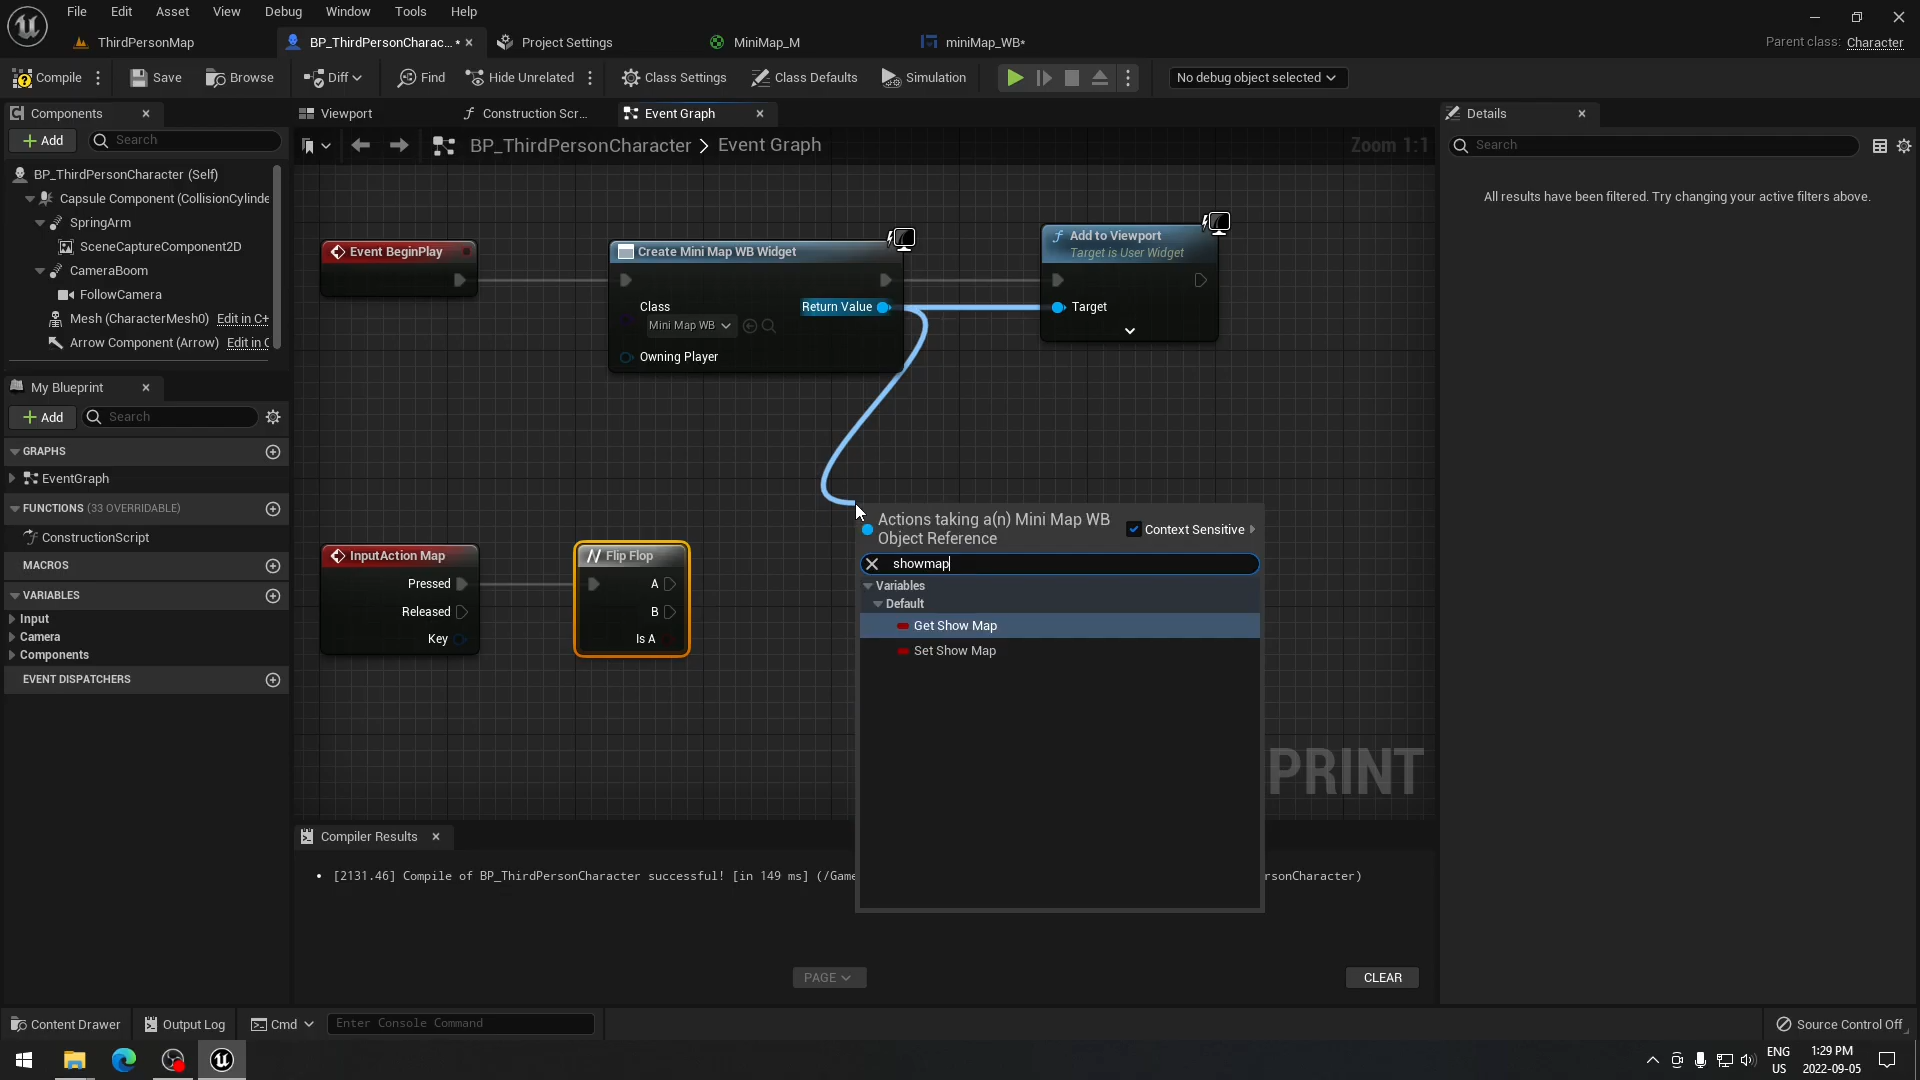 File Edit Asset View Debug Window Tools Help
ThirdPersonMap BP_ThirdPersonCharac... * Project Settings MiniMap_M miniMap_WB* Parent class: Character
Compile Save Browse Diff Find Hide Unrelated Class Settings Class Defaults Simulation No debug object selected
Components Viewport Construction Scr... Event Graph Details
Add Search BP_ThirdPersonCharacter > Event Graph Zoom 1:1 Search
BP_ThirdPersonCharacter (Self)
Capsule Component (CollisionCylinde
SpringArm
SceneCaptureComponent2D
CameraBoom
FollowCamera
Mesh (CharacterMesh0) Edit in C+
Arrow Component (Arrow) Edit in C
All results have been filtered. Try changing your active filters above.
Event BeginPlay
Create Mini Map WB Widget
Class
Mini Map WB
Return Value
Owning Player
Add to Viewport
Target is User Widget
Target
My Blueprint
Add Search
GRAPHS
EventGraph
FUNCTIONS (33 OVERRIDABLE)
ConstructionScript
MACROS
VARIABLES
Input
Camera
Components
EVENT DISPATCHERS
InputAction Map
Pressed
Released
Key
Flip Flop
A
B
Is A
Actions taking a(n) Mini Map WB
Object Reference
Context Sensitive
showmap
Variables
Default
Get Show Map
Set Show Map
PRINT
Compiler Results
[2131.46] Compile of BP_ThirdPersonCharacter successful! [in 149 ms] (/Game rsonCharacter)
PAGE CLEAR
Content Drawer Output Log Cmd Enter Console Command Source Control Off
ENG
US
1:29 PM
2022-09-05